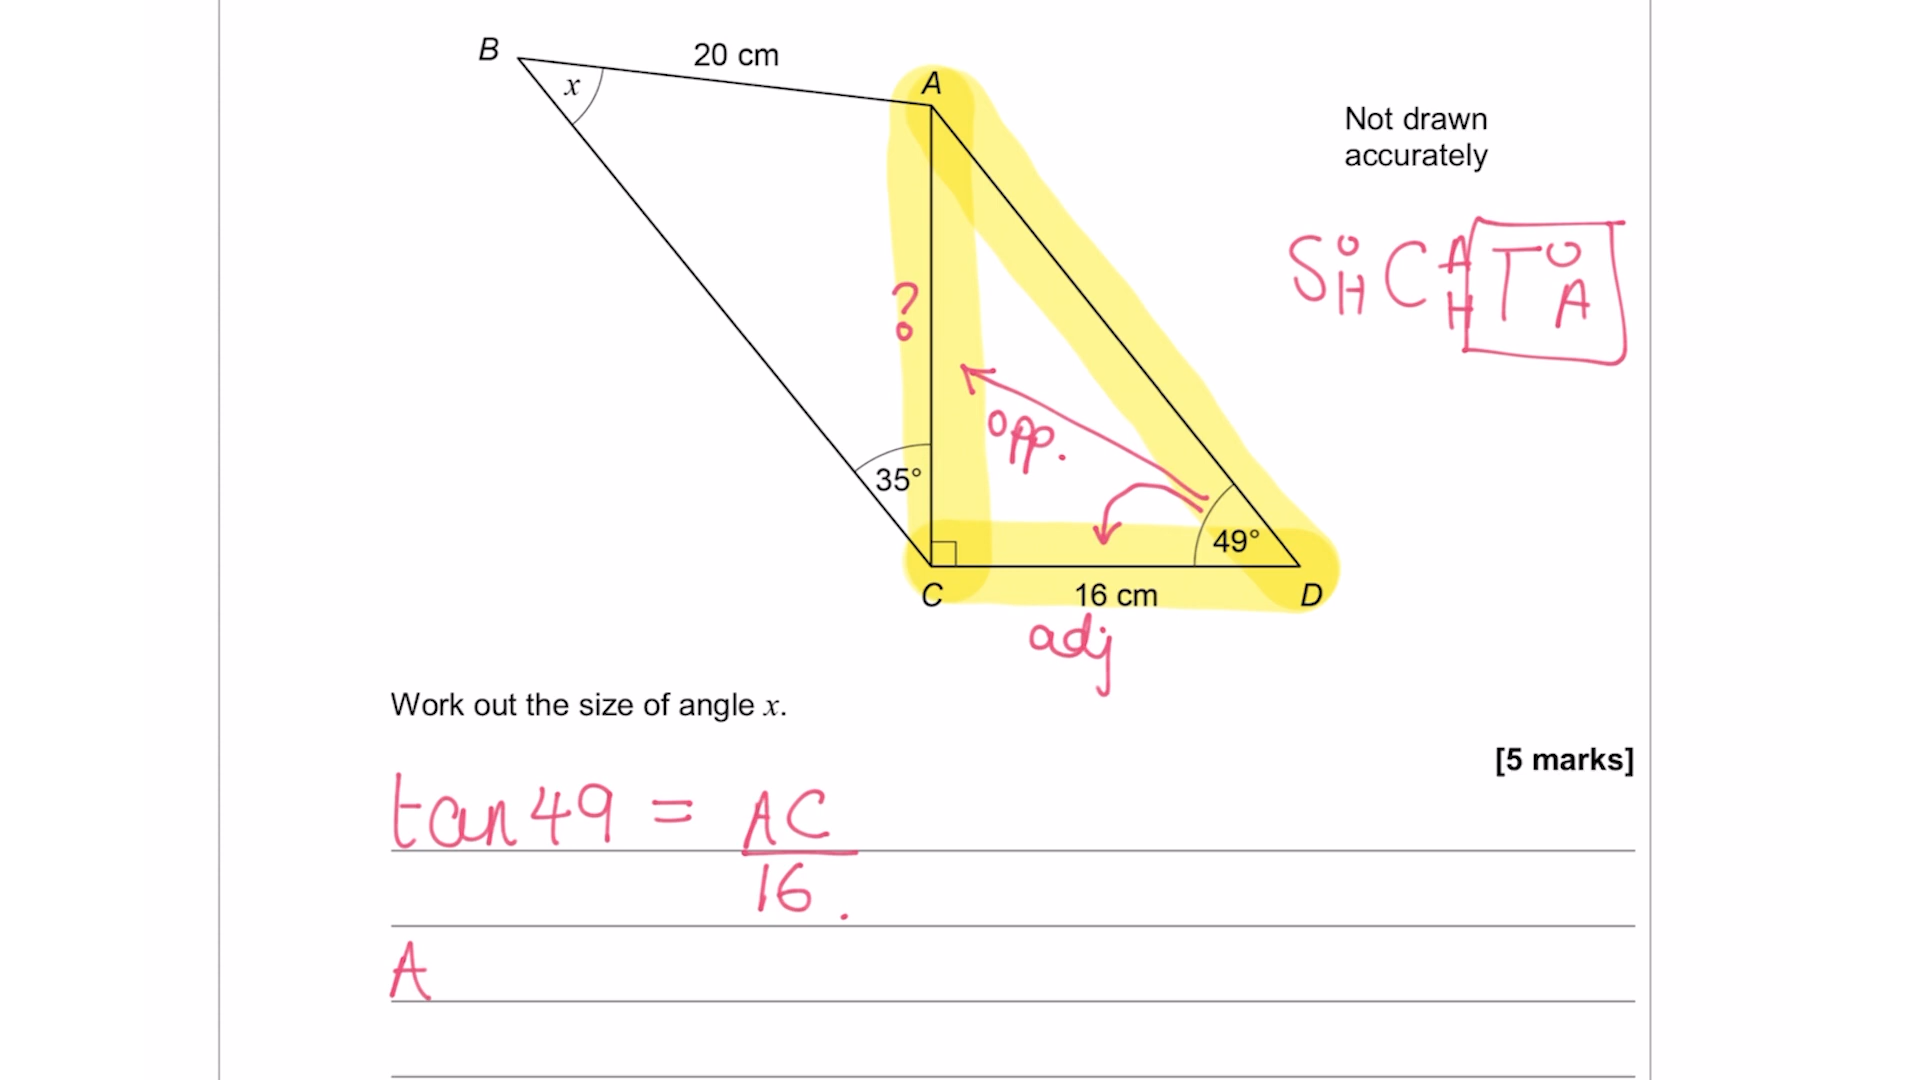 B
20 cm
A
x
Not drawn
accurately
SOH CAH TOA
?
opp.
35°
49°
C
16 cm
D
adj
Work out the size of angle x.
[5 marks]
tan 49 = AC
16.
A